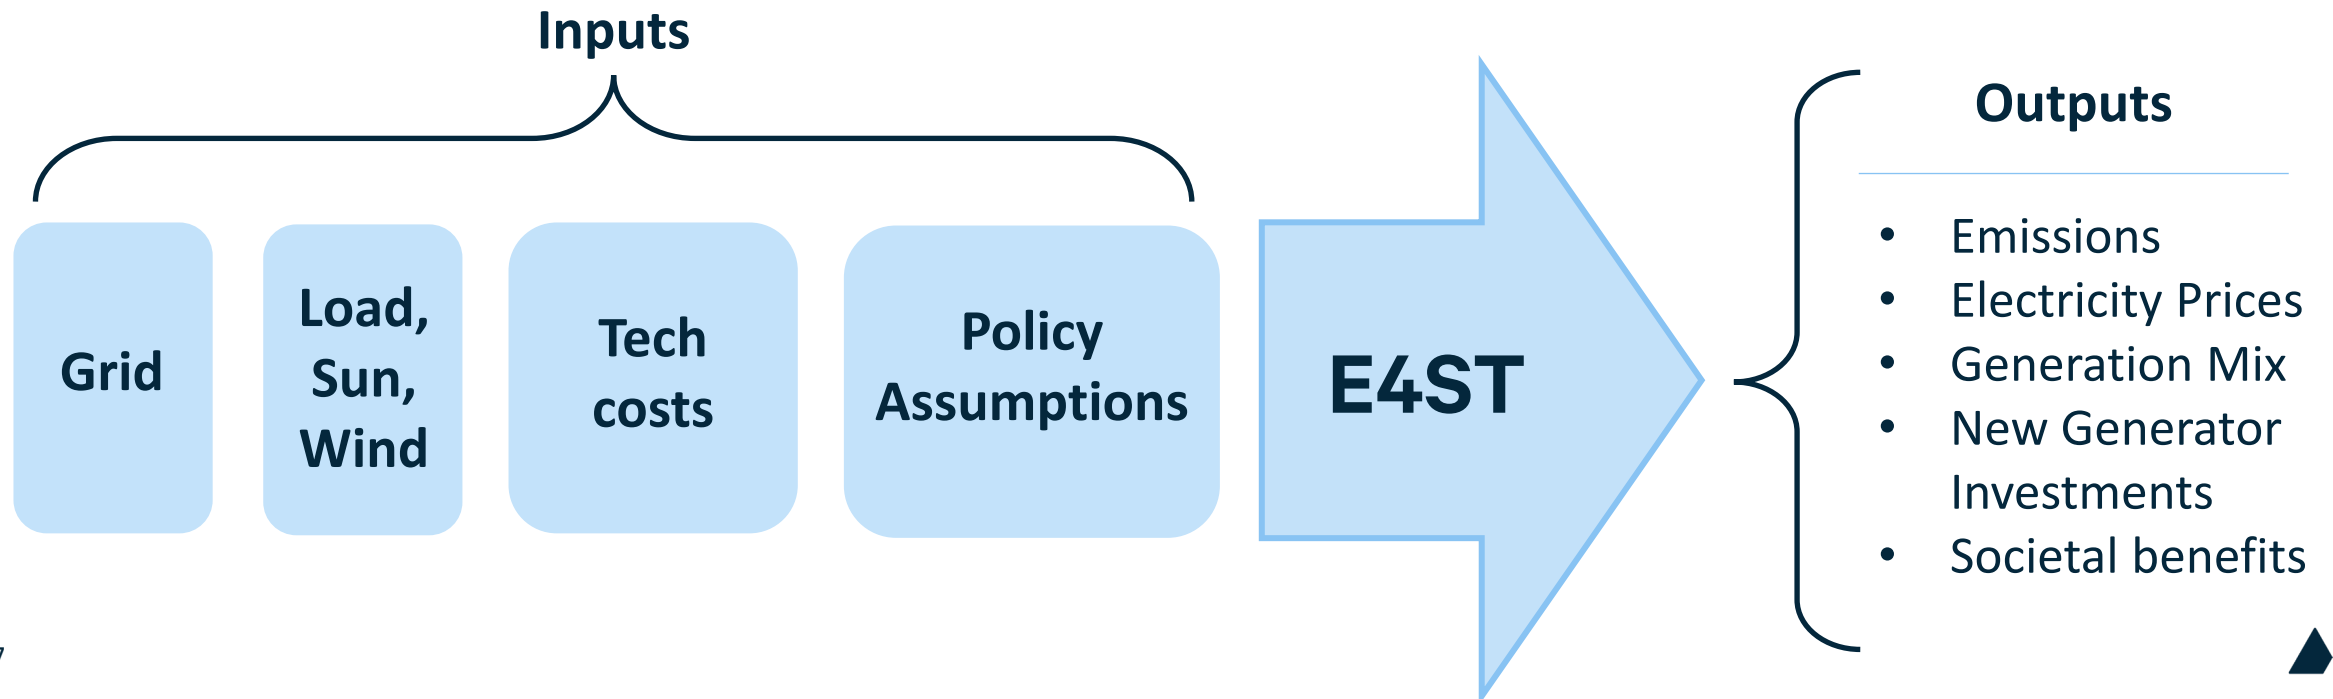 Inputs
Grid
Load,
Sun,
Wind
Tech
costs
Policy
Assumptions
E4ST
Outputs
• Emissions
• Electricity Prices
• Generation Mix
• New Generator
Investments
• Societal benefits